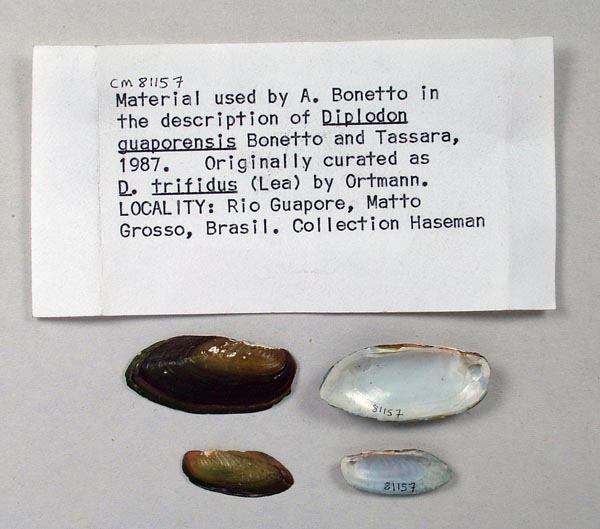 CM 81157
Material used by A. Bonetto in
the description of Diplodon
guaporensis Bonetto and Tassara,
1987. Originally curated as
D. trifidus (Lea) by Ortmann.
LOCALITY: Rio Guapore, Matto
Grosso, Brasil. Collection Haseman
81157
81157